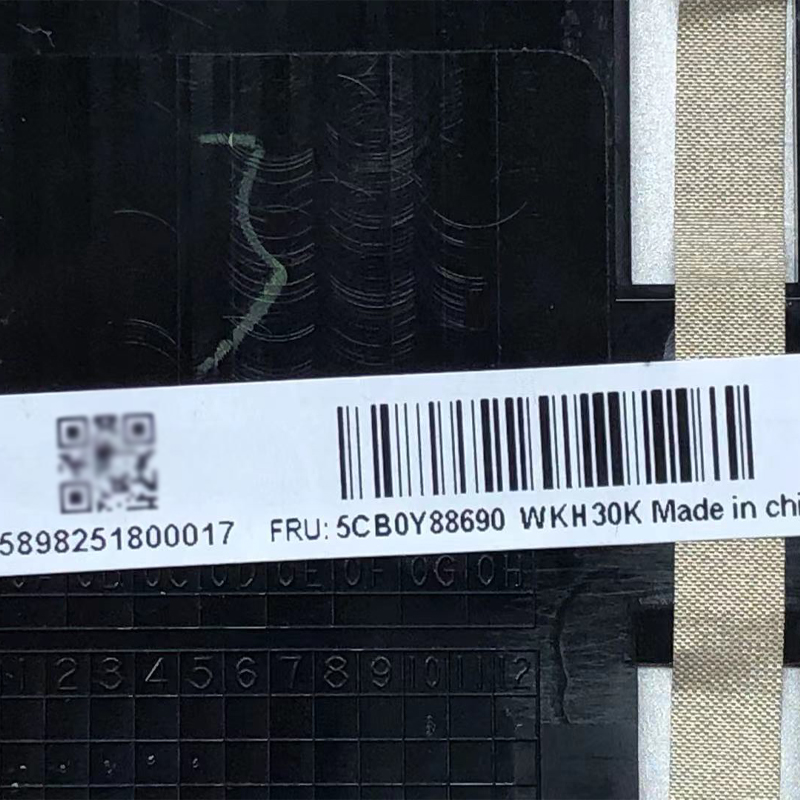 5898251800017 FRU: 5CB0Y88690 WKH30K Made in chi
0C 0D 0E 0F 0G 0H
1 2 3 4 5 6 7 8 9 10 11 12